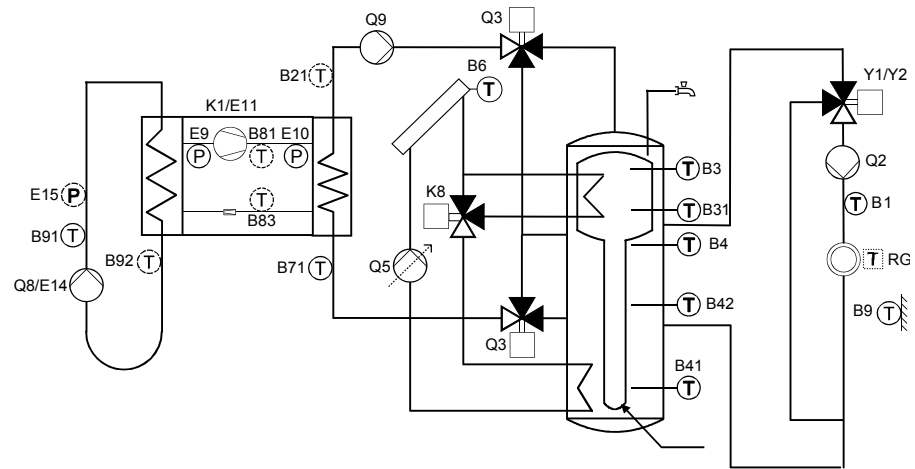 Q3
Q9
B6
B21 T
T
Y1/Y2
K1/E11
E9 B81 E10
P T P
Q2
T B3
K8
T
B83
E15 P
T B31
T B1
B91 T
T B4
B92 T
B71 T
Q5
T RG
Q8/E14
T B42
B9 T
Q3
B41
T